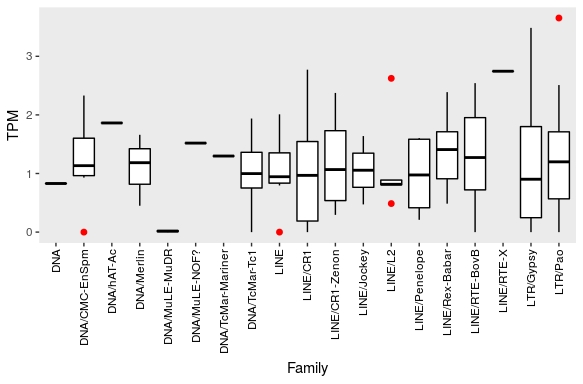 TPM
3
2
1
0
DNA
DNA/CMC-EnSpm
DNA/hAT-Ac
DNA/Merlin
DNA/MuLE-MuDR
DNA/MuLE-NOF?
DNA/TcMar-Mariner
DNA/TcMar-Tc1
LINE
LINE/CR1
LINE/CR1-Zenon
LINE/Jockey
LINE/L2
LINE/Penelope
LINE/Rex-Babar
LINE/RTE-BovB
LINE/RTE-X
LTR/Gypsy
LTR/Pao
Family